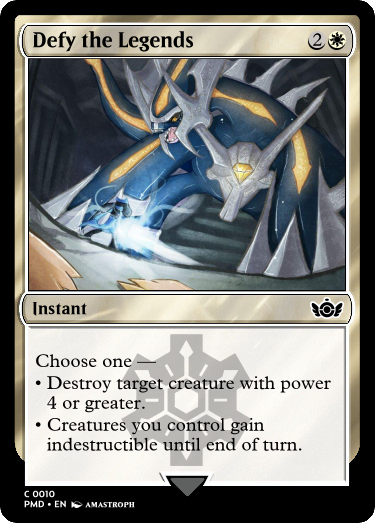 Defy the Legends 2
Instant
Choose one —
• Destroy target creature with power
4 or greater.
• Creatures you control gain
indestructible until end of turn.
C 0010
PMD • EN AMASTROPH